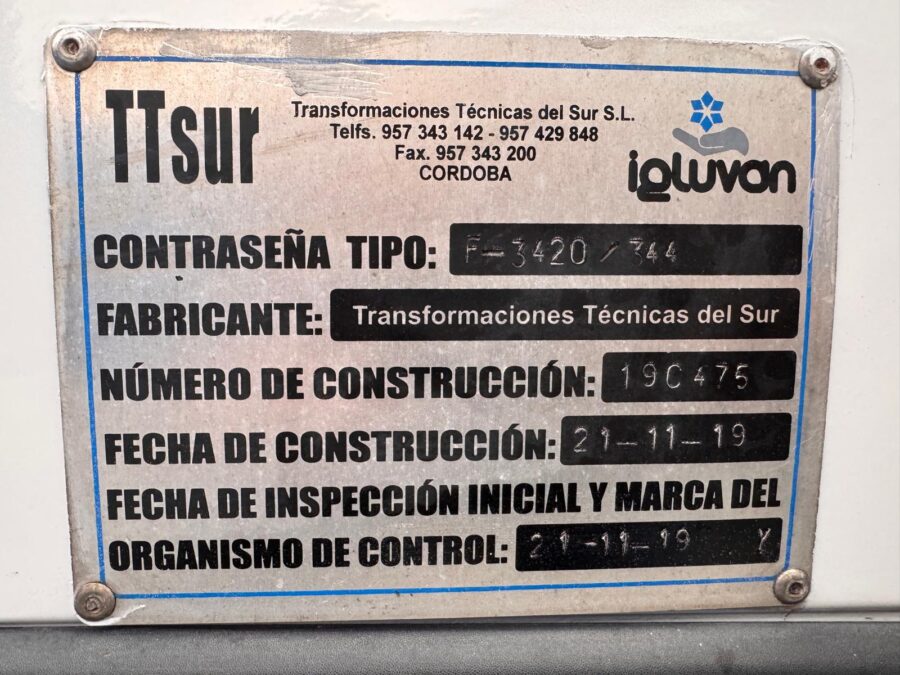 TTsur
Transformaciones Técnicas del Sur S.L.
Telfs. 957 343 142 - 957 429 848
Fax. 957 343 200
CORDOBA
igluvan
CONTRASEÑA TIPO: F-3420/344
FABRICANTE: Transformaciones Técnicas del Sur
NÚMERO DE CONSTRUCCIÓN: 19C475
FECHA DE CONSTRUCCIÓN: 21-11-19
FECHA DE INSPECCIÓN INICIAL Y MARCA DEL
ORGANISMO DE CONTROL: 21-11-19 Y